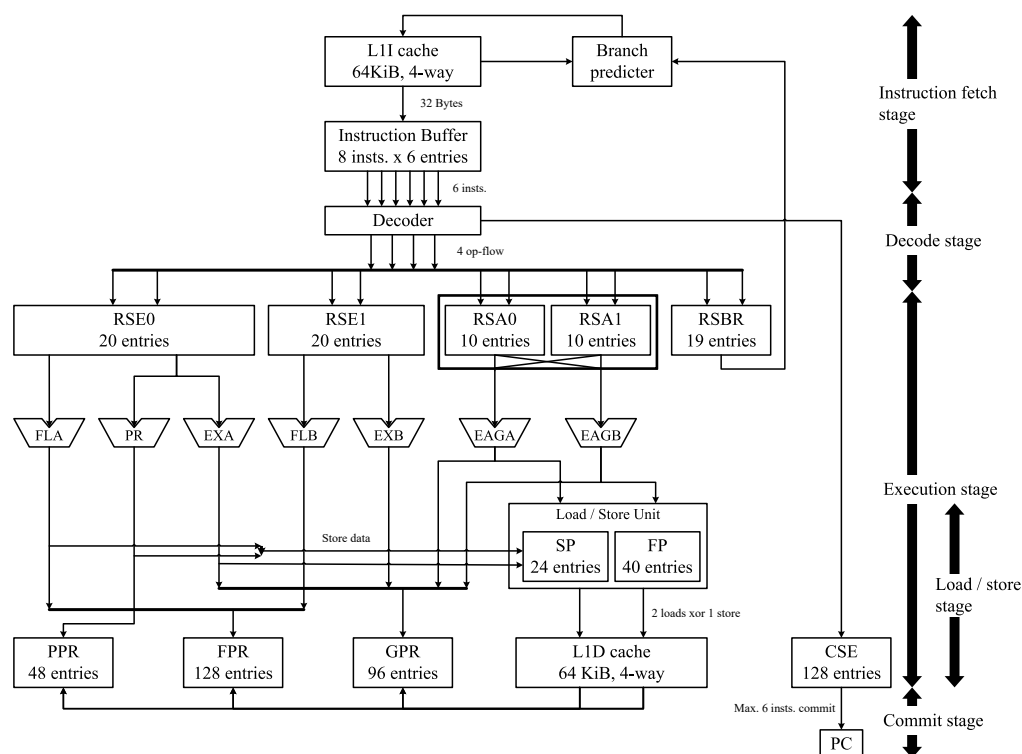 L1I cache
64KiB, 4-way
Branch
predicter
Instruction fetch
stage
32 Bytes
Instruction Buffer
8 insts. x 6 entries
6 insts.
Decoder
Decode stage
4 op-flow
RSE0
20 entries
RSE1
20 entries
RSA0
10 entries
RSA1
10 entries
RSBR
19 entries
FLA
PR
EXA
FLB
EXB
EAGA
EAGB
Execution stage
Load / Store Unit
Store data
SP
24 entries
FP
40 entries
Load / store
stage
2 loads xor 1 store
PPR
48 entries
FPR
128 entries
GPR
96 entries
L1D cache
64 KiB, 4-way
CSE
128 entries
Max. 6 insts. commit
Commit stage
PC